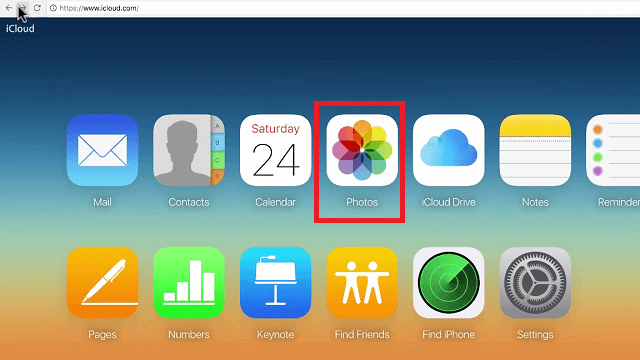 https://www.icloud.com/
iCloud
A
B
C
D
Saturday
24
Mail
Contacts
Calendar
Photos
iCloud Drive
Notes
Reminder
Pages
Numbers
Keynote
Find Friends
Find iPhone
Settings